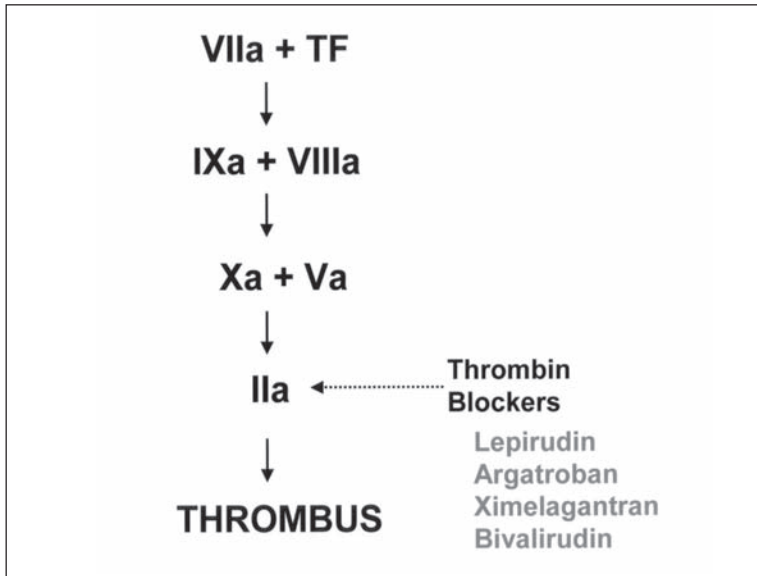 VIIa + TF
IXa + VIIIa
Xa + Va
IIa
Thrombin
Blockers
Lepirudin
Argatroban
Ximelagantran
Bivalirudin
THROMBUS